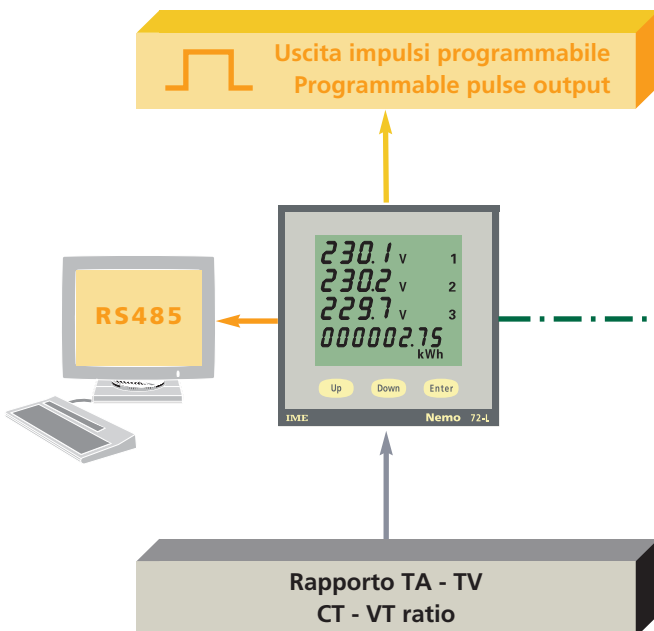 Uscita impulsi programmabile
Programmable pulse output
230.1 V 1
230.2 V 2
229.7 V 3
000002.75
kWh
RS485
Up Down Enter
IME Nemo 72-L
Rapporto TA - TV
CT - VT ratio